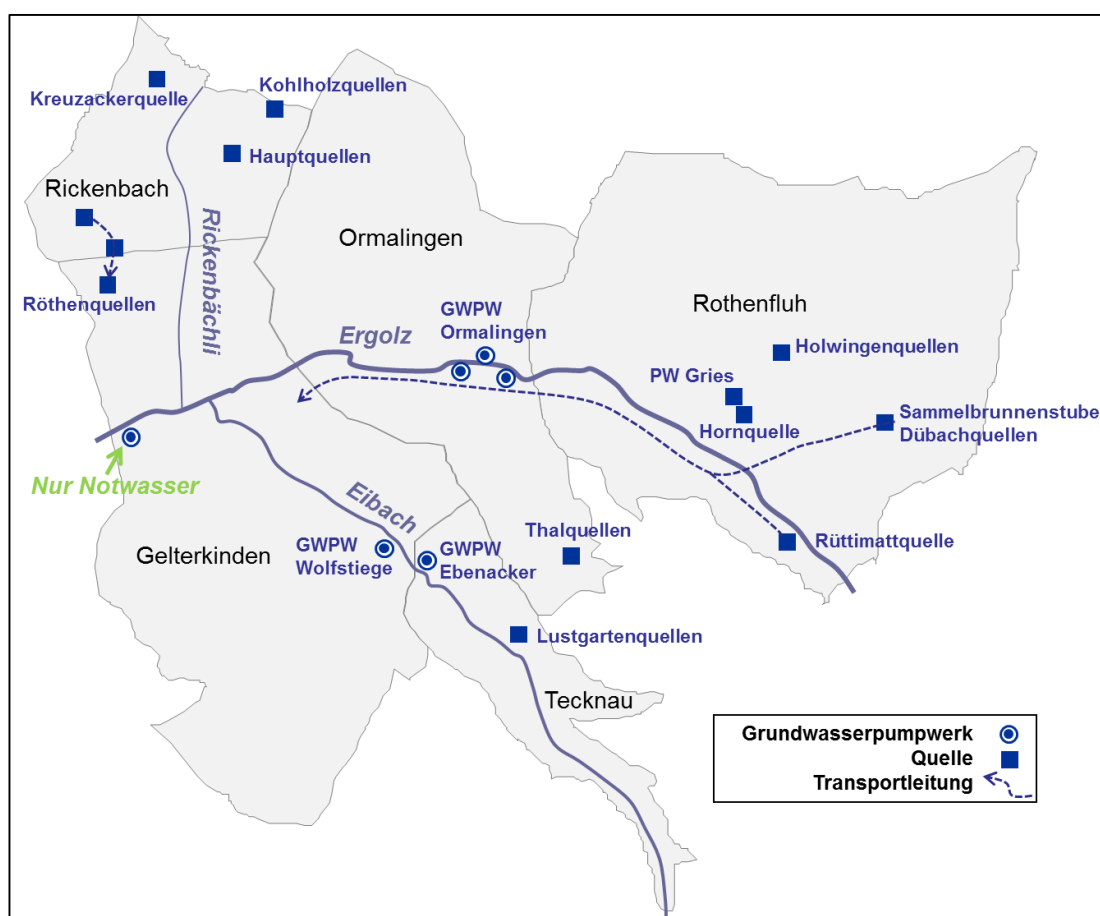 Kreuzackerquelle
Kohlholzquellen
Hauptquellen
Rickenbach
Rickenbächli
Röthenquellen
Ormalingen
GWPW
Ormalingen
Ergolz
Rothenfluh
Holwingenquellen
PW Gries
Hornquelle
Sammelbrunnenstube
Dübachquellen
Rüttimattquelle
Nur Notwasser
Eibach
Gelterkinden
GWPW
Wolfstiege
GWPW
Ebenacker
Thalquellen
Lustgartenquellen
Tecknau
Grundwasserpumpwerk
Quelle
Transportleitung